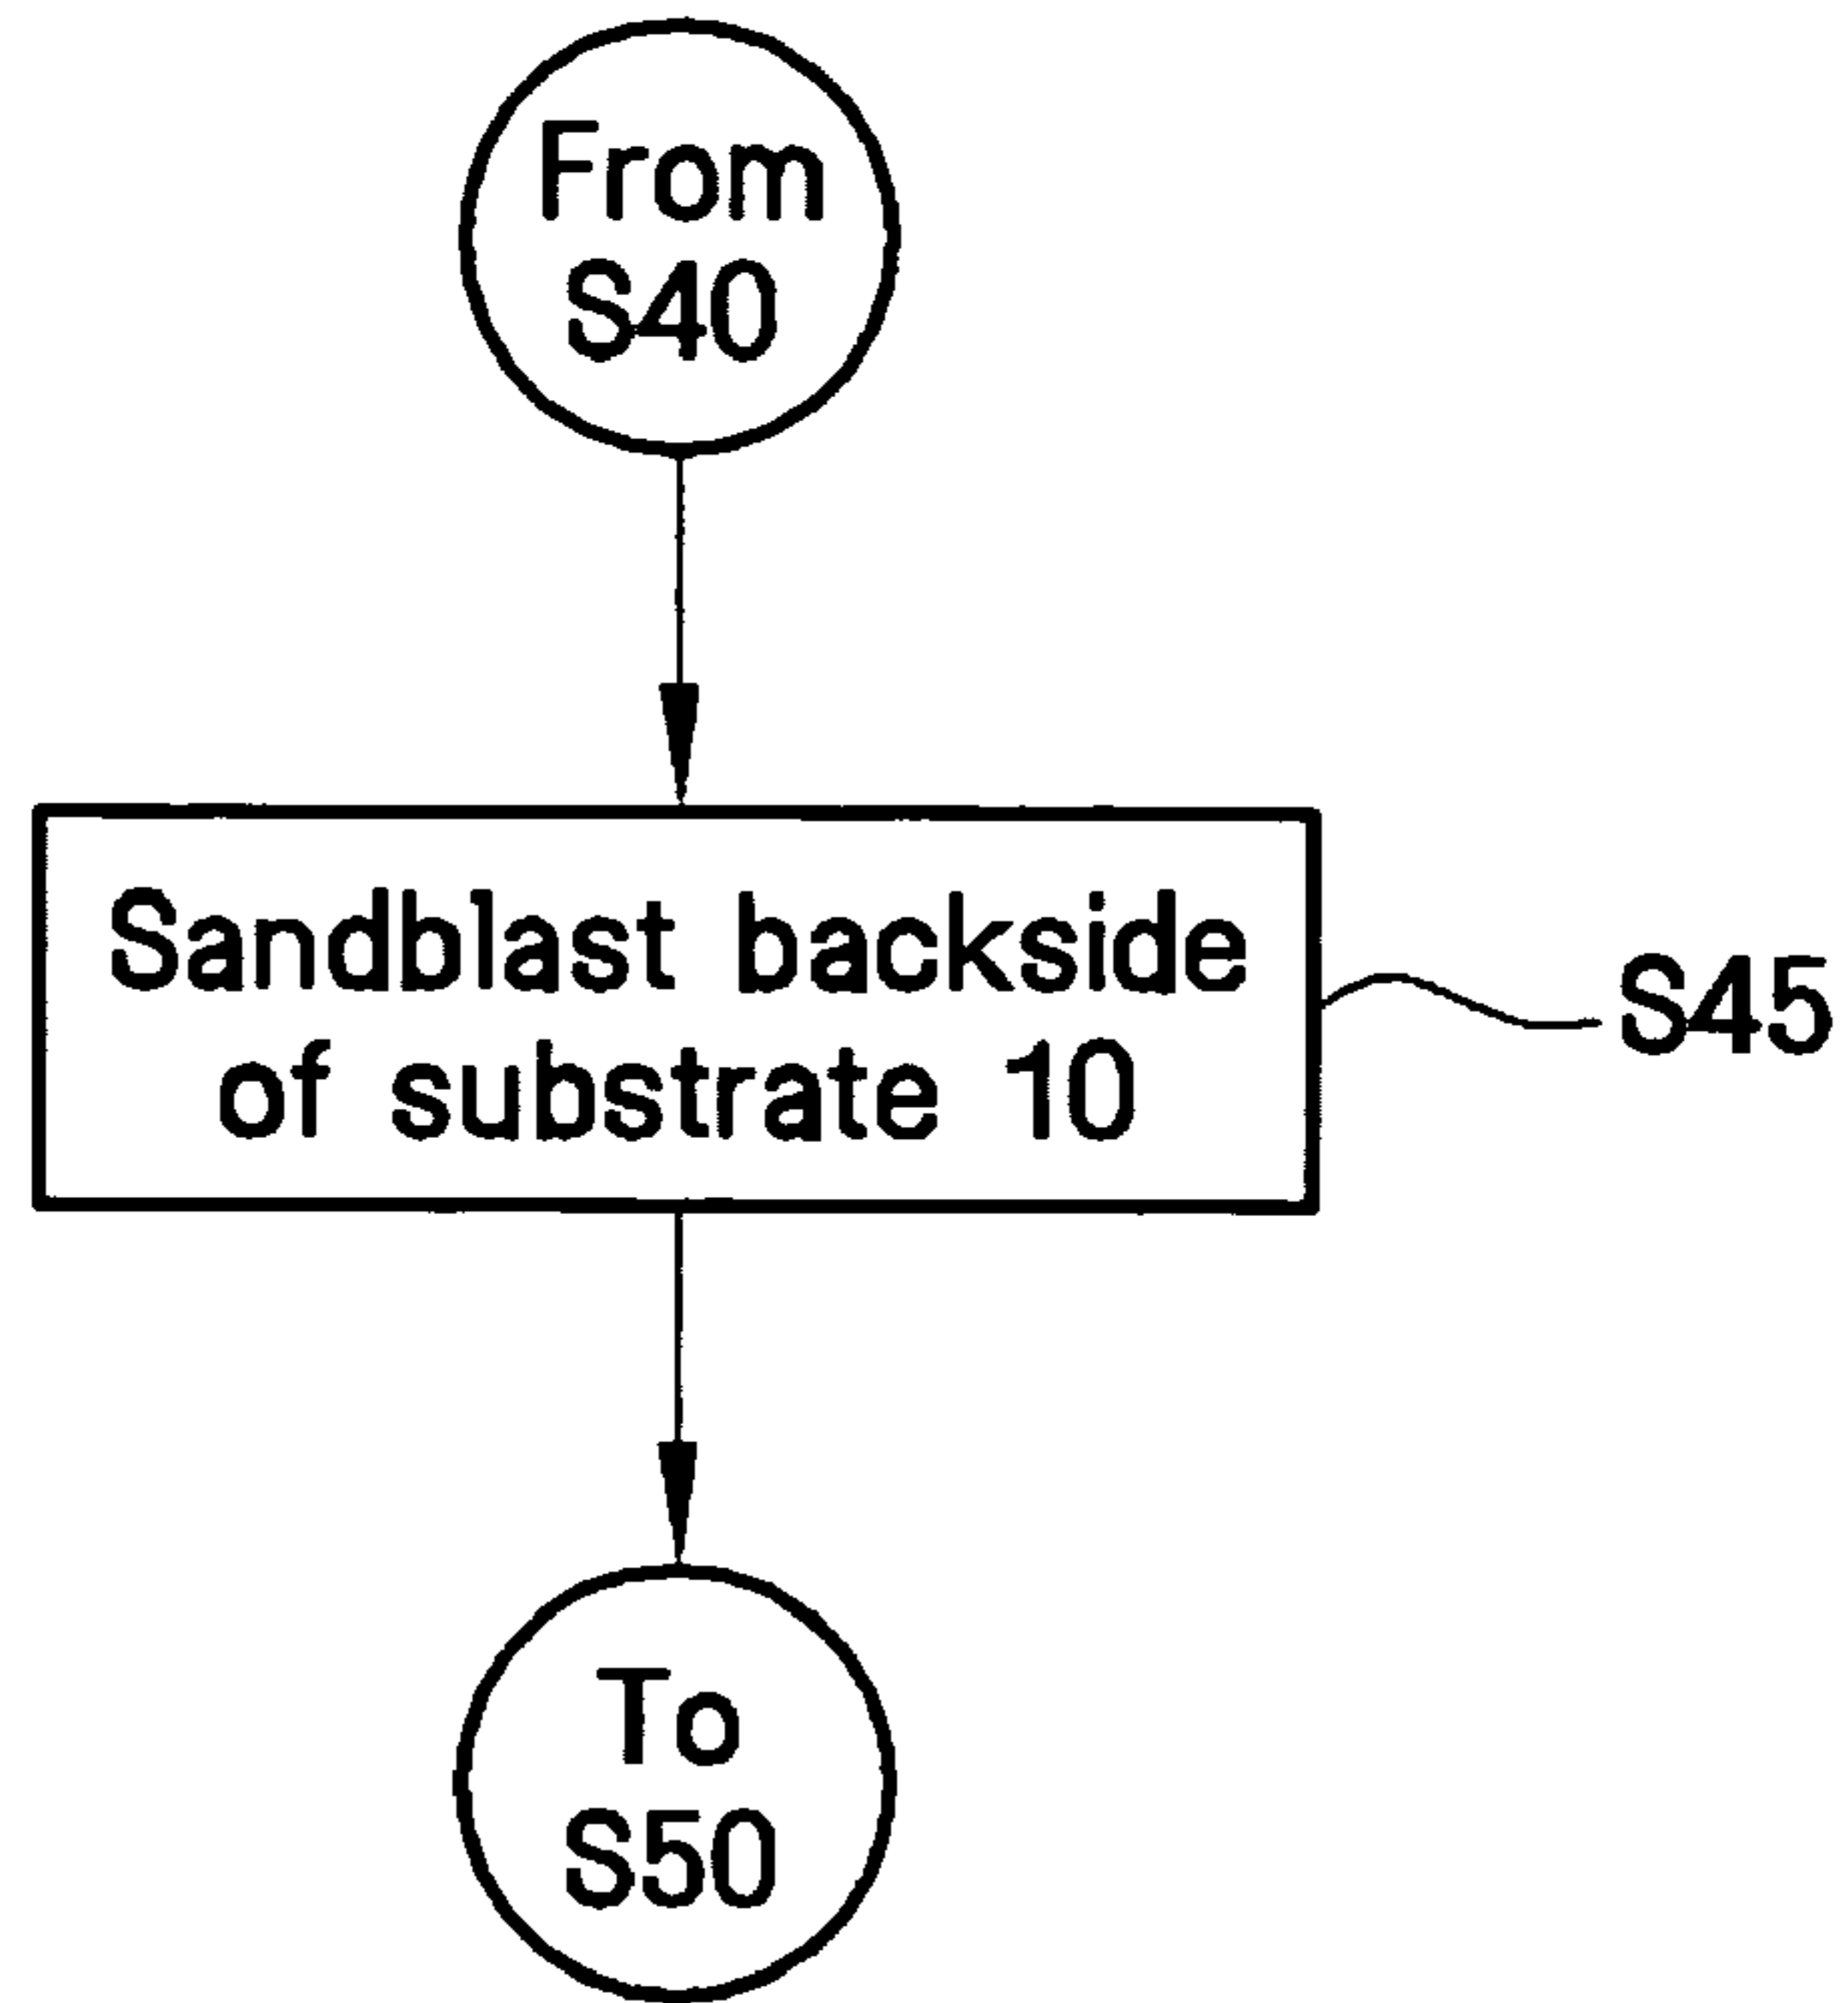 From
S40
Sandblast backside
of substrate 10
S45
To
S50